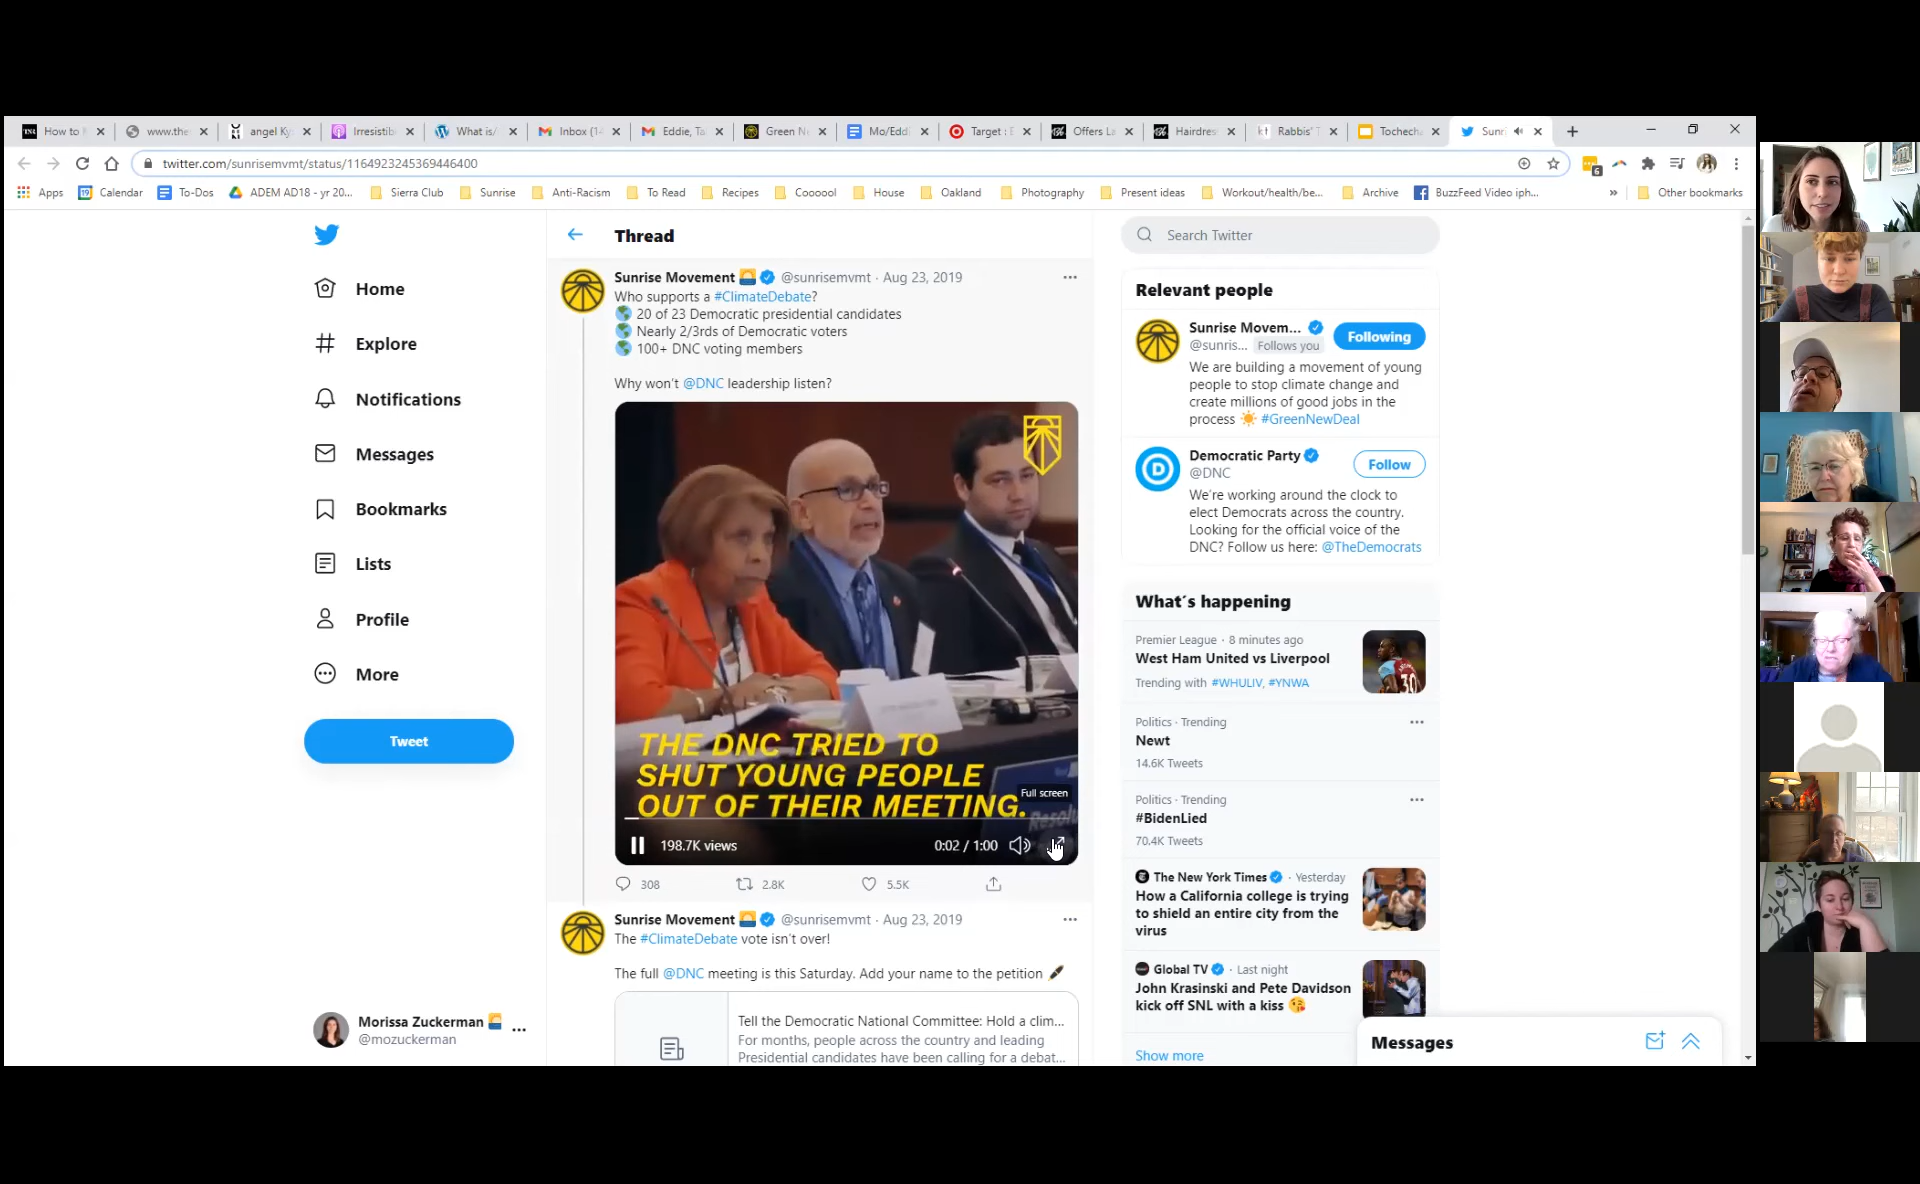 How to
www.the
angel Ky
Irresistib
What is/
Inbox (1
Eddie, Ta
Green N
Mo/Edd
Target : E
Offers La
Hairdres
Rabbis' T
Tochech
Sunri
twitter.com/sunrisemvmt/status/1164923245369446400
6
Apps
Calendar
To-Dos
ADEM AD18 - yr 20...
Sierra Club
Sunrise
Anti-Racism
To Read
Recipes
Coooool
House
Oakland
Photography
Present ideas
Workout/health/be...
Archive
BuzzFeed Video iph...
»
Other bookmarks
Home
Explore
Notifications
Messages
Bookmarks
Lists
Profile
More
Tweet
Morissa Zuckerman
@mozuckerman
Thread
Sunrise Movement @sunrisemvmt · Aug 23, 2019
Who supports a #ClimateDebate?
20 of 23 Democratic presidential candidates
Nearly 2/3rds of Democratic voters
100+ DNC voting members
Why won't @DNC leadership listen?
THE DNC TRIED TO
SHUT YOUNG PEOPLE
OUT OF THEIR MEETING.
Full screen
198.7K views
0:02 / 1:00
308
2.8K
5.5K
Sunrise Movement @sunrisemvmt · Aug 23, 2019
The #ClimateDebate vote isn't over!
The full @DNC meeting is this Saturday. Add your name to the petition
Tell the Democratic National Committee: Hold a clim...
For months, people across the country and leading
Presidential candidates have been calling for a debat...
Search Twitter
Relevant people
Sunrise Movem...
@sunris... Follows you
Following
We are building a movement of young
people to stop climate change and
create millions of good jobs in the
process #GreenNewDeal
Democratic Party
@DNC
Follow
We're working around the clock to
elect Democrats across the country.
Looking for the official voice of the
DNC? Follow us here: @TheDemocrats
What's happening
Premier League · 8 minutes ago
West Ham United vs Liverpool
Trending with #WHULIV, #YNWA
Politics · Trending
Newt
14.6K Tweets
Politics · Trending
#BidenLied
70.4K Tweets
The New York Times · Yesterday
How a California college is trying
to shield an entire city from the
virus
Global TV · Last night
John Krasinski and Pete Davidson
kick off SNL with a kiss
Show more
Messages